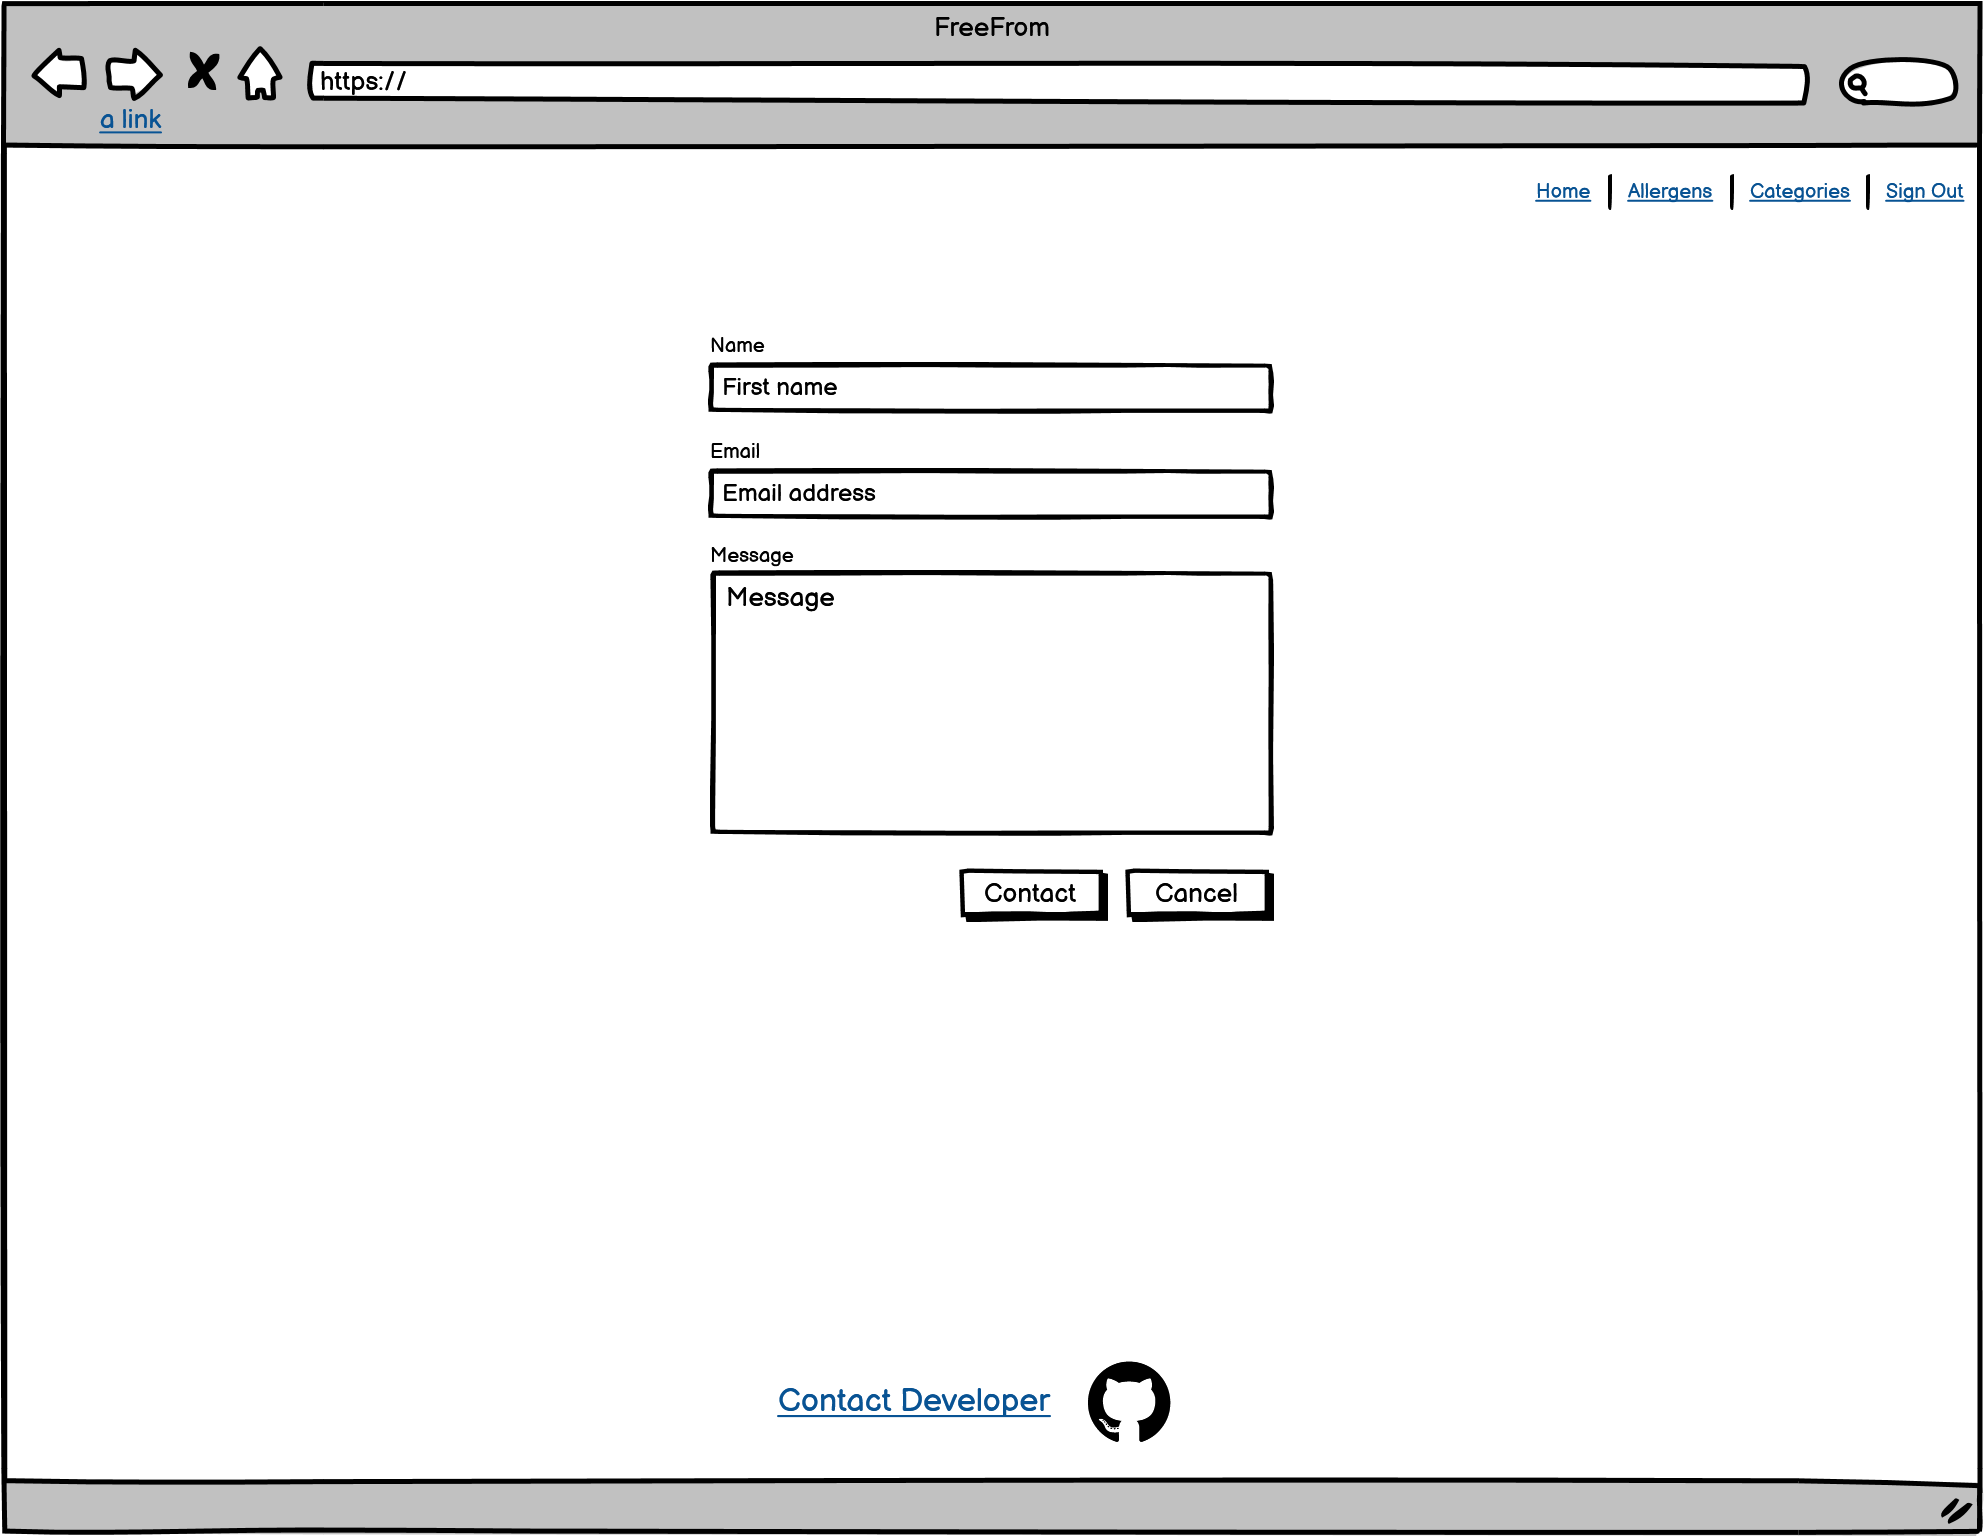 FreeFrom
https://
a link
Home Allergens Categories Sign Out
Name
First name
Email
Email address
Message
Message
Contact Cancel
Contact Developer